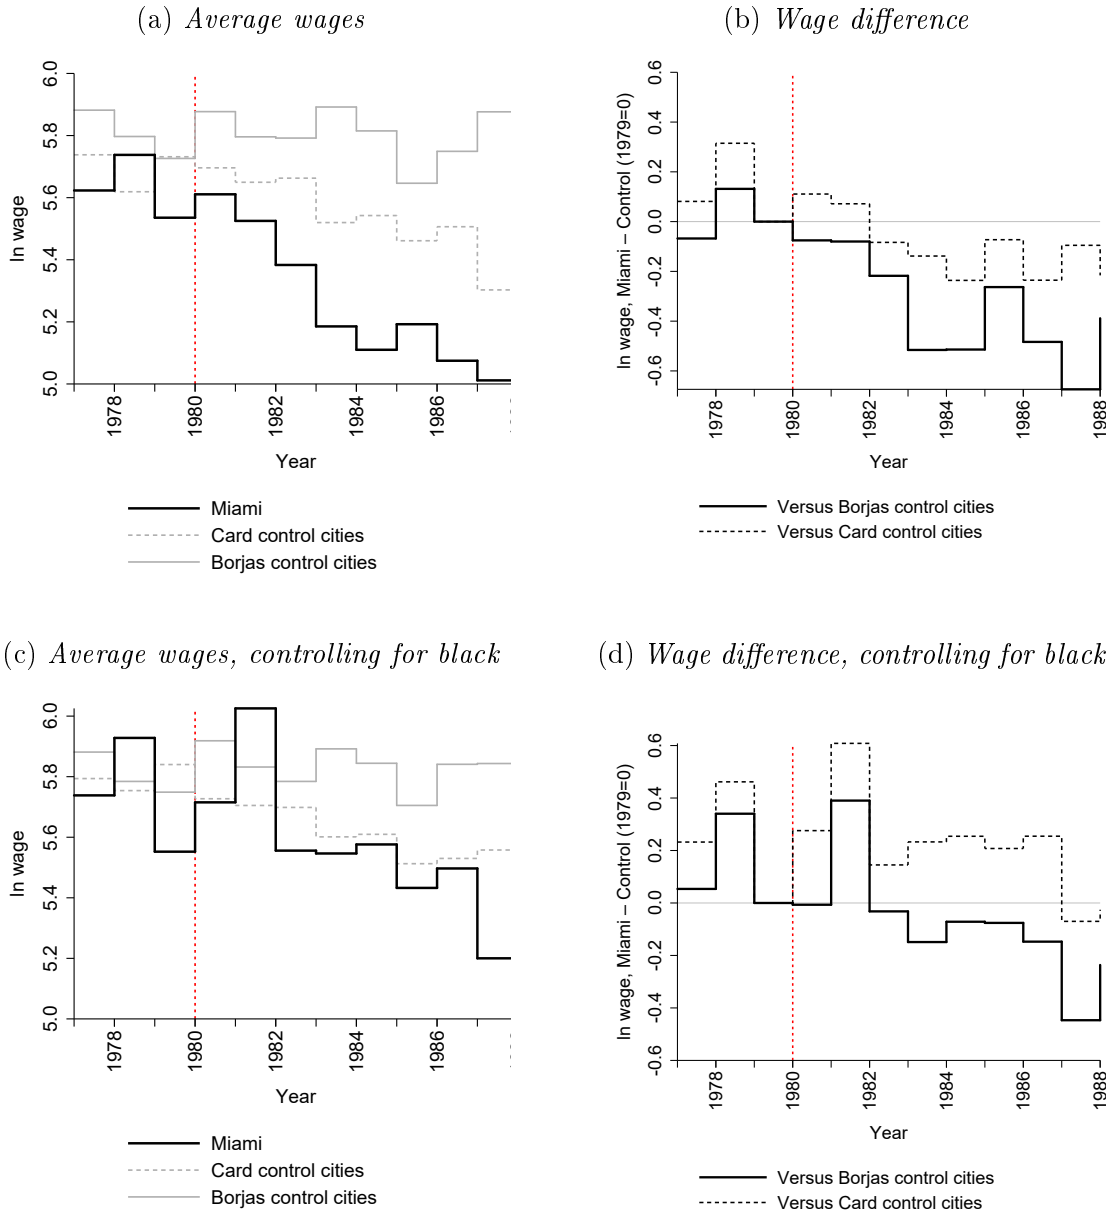 (a) Average wages
6.0
5.8
5.6
5.4
5.2
5.0
ln wage
1978
1980
1982
1984
1986
Year
Miami
Card control cities
Borjas control cities
(b) Wage difference
0.6
0.4
0.2
0.0
-0.2
-0.4
-0.6
ln wage, Miami – Control (1979=0)
1978
1980
1982
1984
1986
1988
Year
Versus Borjas control cities
Versus Card control cities
(c) Average wages, controlling for black
6.0
5.8
5.6
5.4
5.2
5.0
ln wage
1978
1980
1982
1984
1986
Year
Miami
Card control cities
Borjas control cities
(d) Wage difference, controlling for black
0.6
0.4
0.2
0.0
-0.2
-0.4
-0.6
ln wage, Miami – Control (1979=0)
1978
1980
1982
1984
1986
1988
Year
Versus Borjas control cities
Versus Card control cities